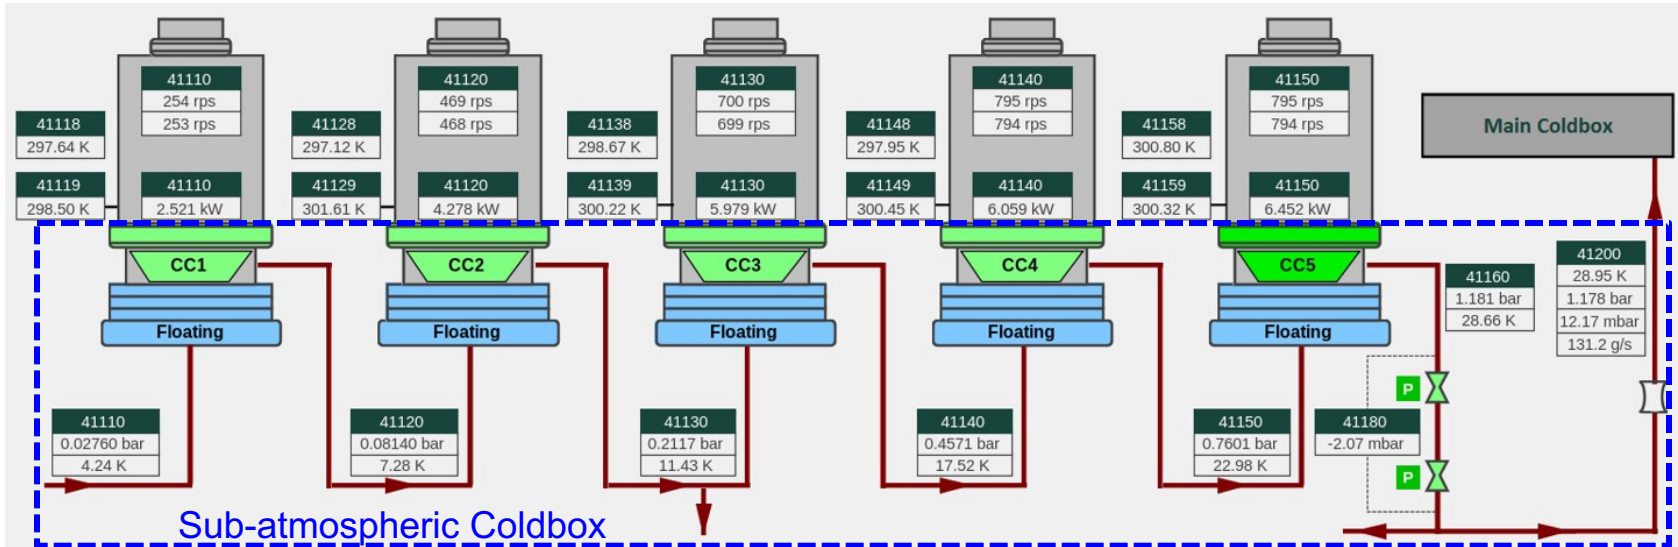 41110
254 rps
253 rps
41118
297.64 K
41119
298.50 K
41110
2.521 kW
CC1
Floating
41110
0.02760 bar
4.24 K
41120
469 rps
468 rps
41128
297.12 K
41129
301.61 K
41120
4.278 kW
CC2
Floating
41120
0.08140 bar
7.28 K
41130
700 rps
699 rps
41138
298.67 K
41139
300.22 K
41130
5.979 kW
CC3
Floating
41130
0.2117 bar
11.43 K
41140
795 rps
794 rps
41148
297.95 K
41149
300.45 K
41140
6.059 kW
CC4
Floating
41140
0.4571 bar
17.52 K
41150
795 rps
794 rps
41158
300.80 K
41159
300.32 K
41150
6.452 kW
CC5
Floating
41150
0.7601 bar
22.98 K
Main Coldbox
41160
1.181 bar
28.66 K
41200
28.95 K
1.178 bar
12.17 mbar
131.2 g/s
P
41180
-2.07 mbar
P
Sub-atmospheric Coldbox